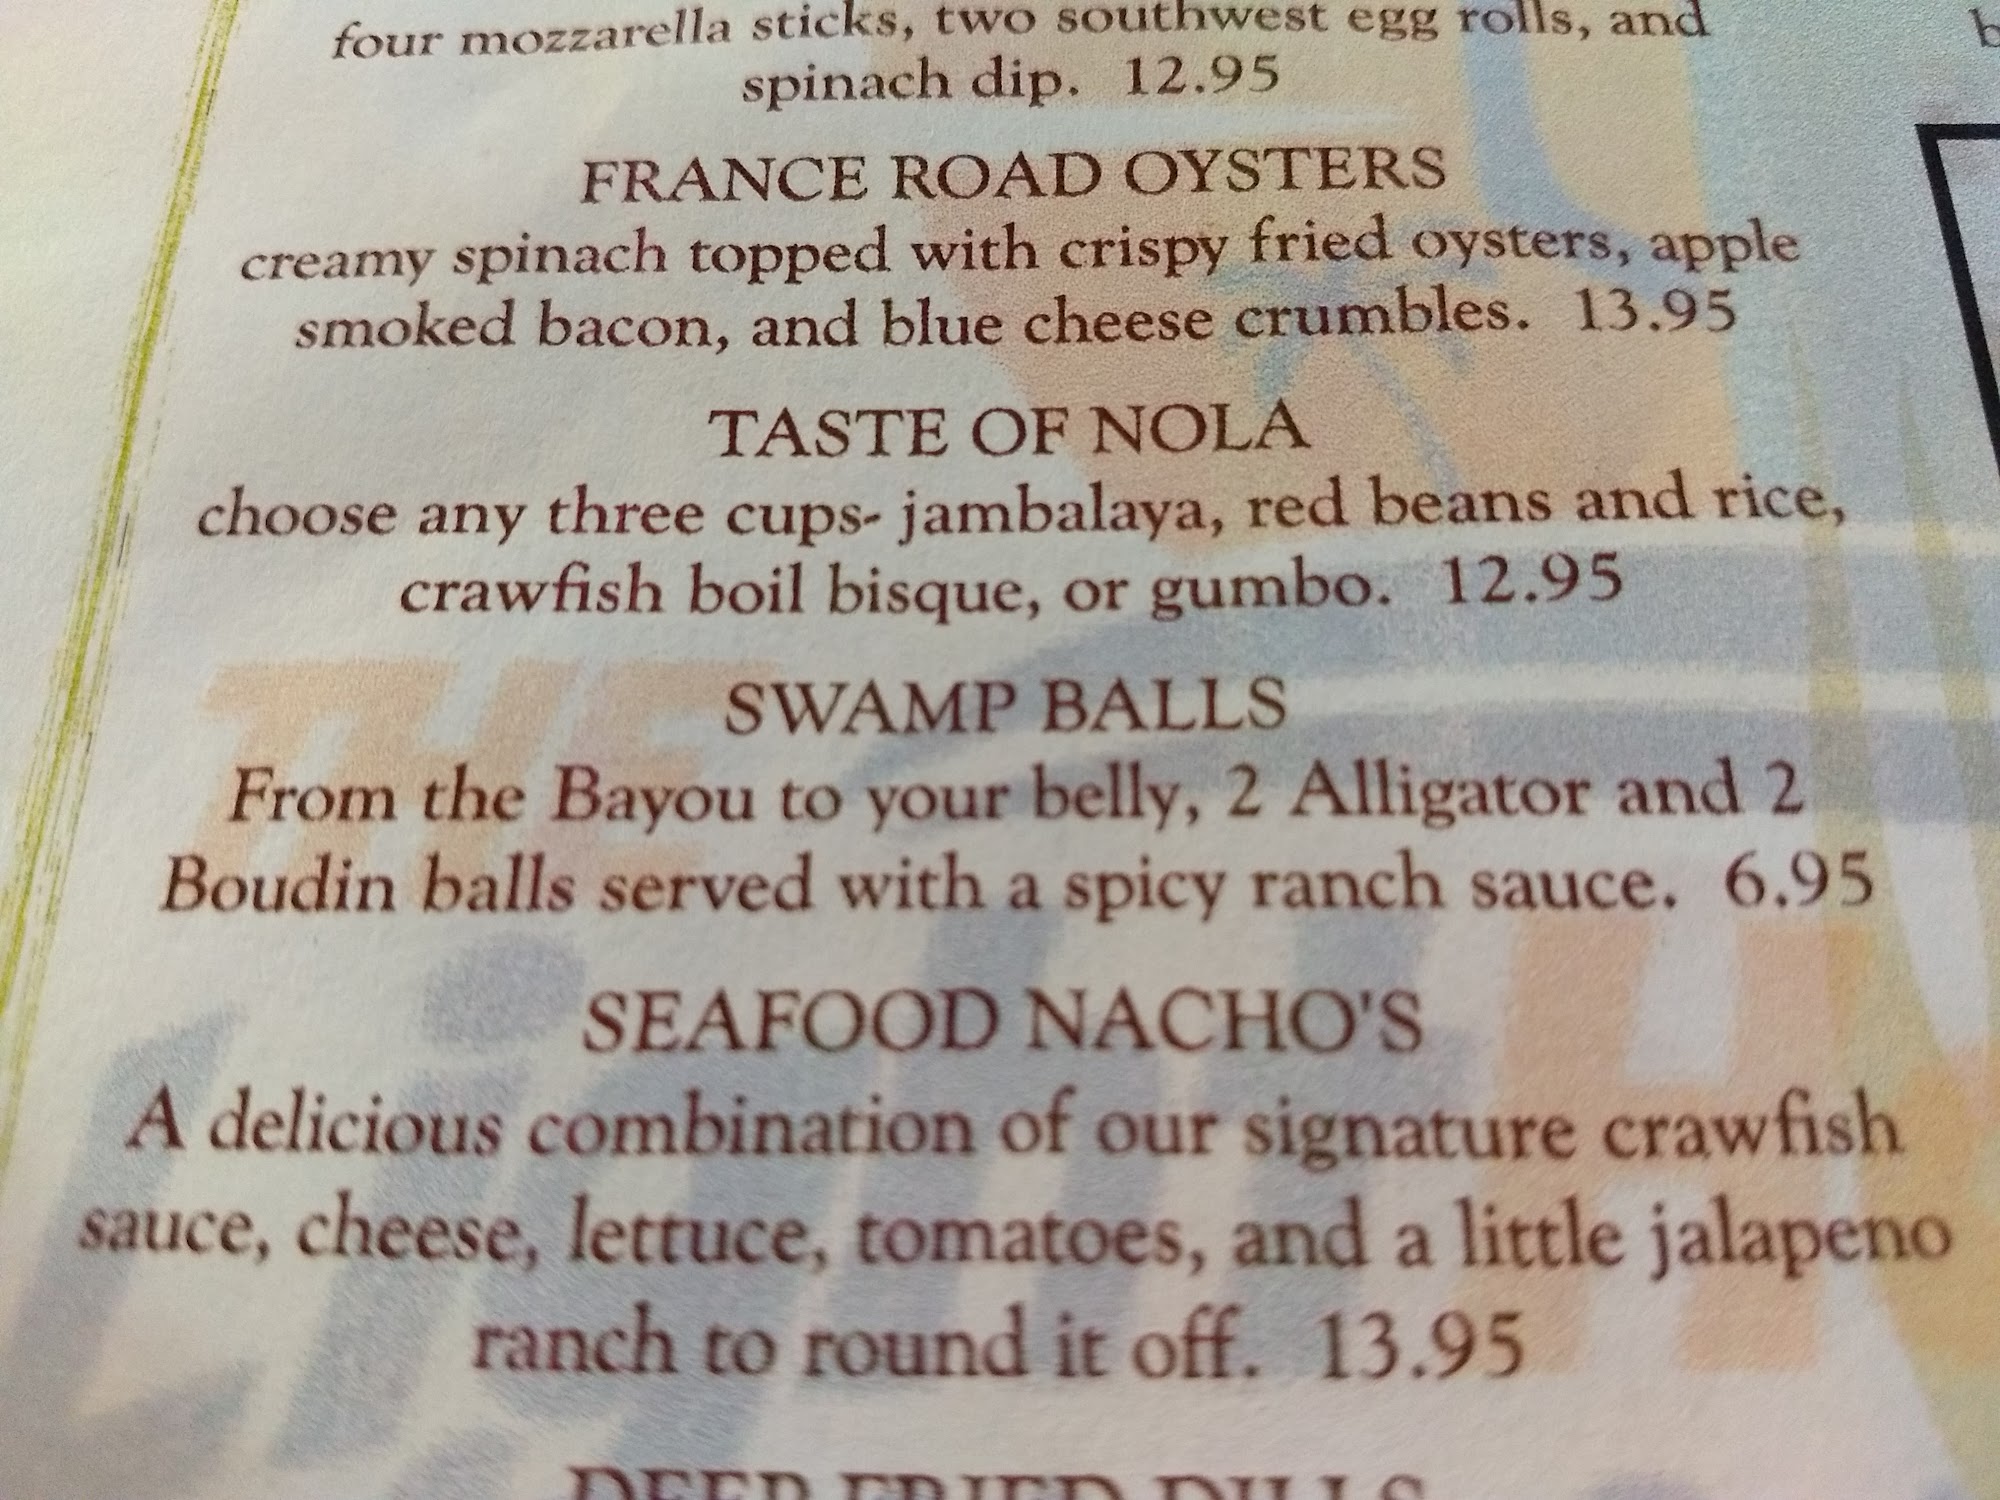 four mozzarella sticks, two southwest egg rolls, and
spinach dip. 12.95
FRANCE ROAD OYSTERS
creamy spinach topped with crispy fried oysters, apple
smoked bacon, and blue cheese crumbles. 13.95
TASTE OF NOLA
choose any three cups- jambalaya, red beans and rice,
crawfish boil bisque, or gumbo. 12.95
SWAMP BALLS
From the Bayou to your belly, 2 Alligator and 2
Boudin balls served with a spicy ranch sauce. 6.95
SEAFOOD NACHO'S
A delicious combination of our signature crawfish
sauce, cheese, lettuce, tomatoes, and a little jalapeno
ranch to round it off. 13.95
DEEP FRIED DILLS
THE